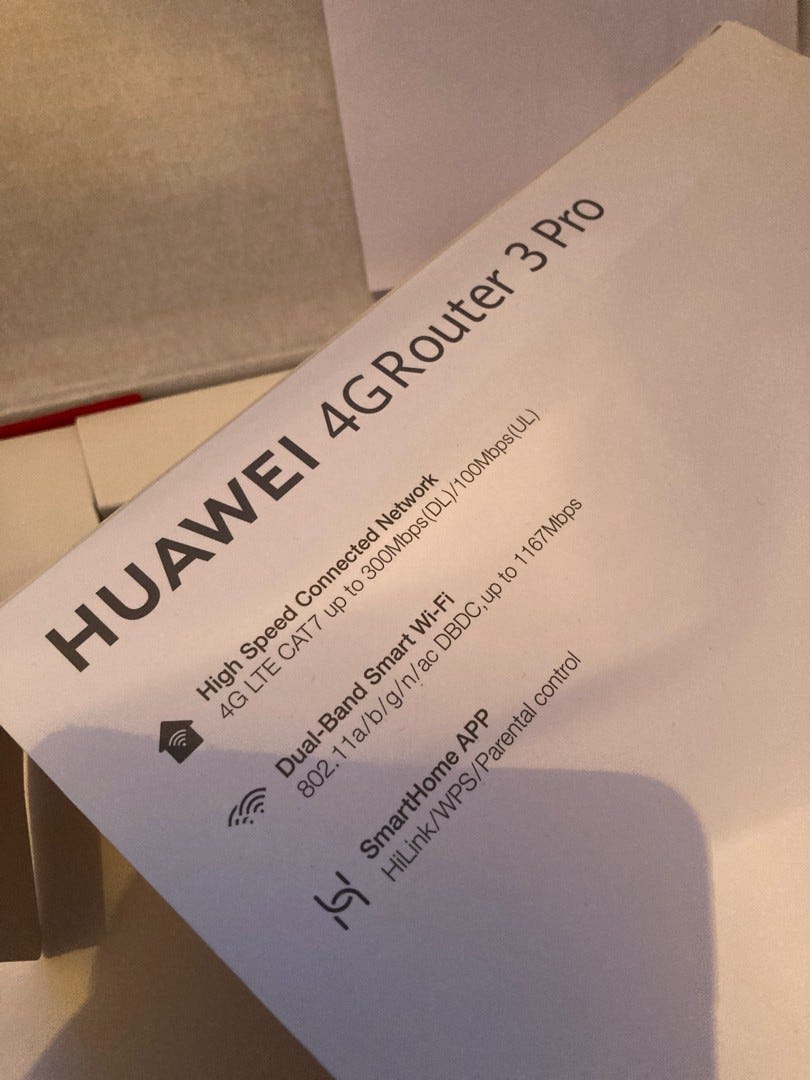 HUAWEI 4GRouter 3 Pro
High Speed Connected Network
4G LTE CAT7 up to 300Mbps(DL)/100Mbps(UL)
Dual-Band Smart Wi-Fi
802.11a/b/g/n/ac DBDC,up to 1167Mbps
SmartHome APP
HiLink/WPS/Parental control